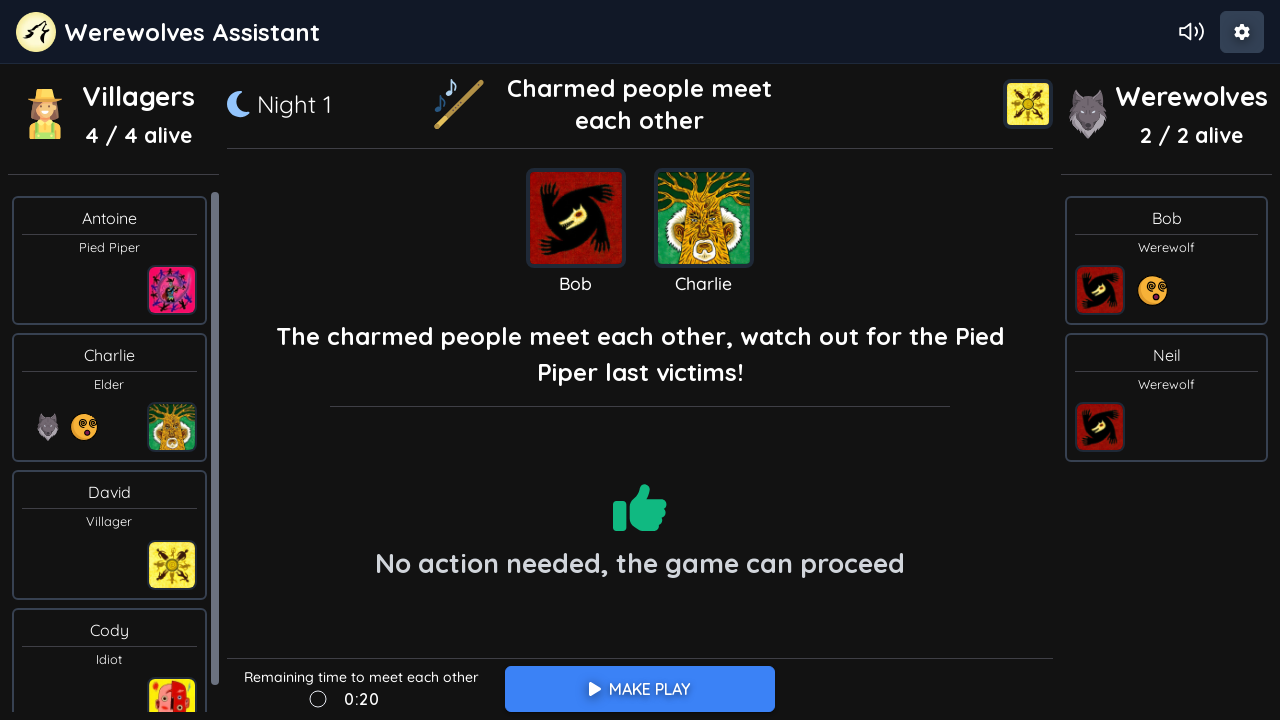 Werewolves Assistant
Villagers
4 / 4 alive
Antoine
Pied Piper
Charlie
Elder
David
Villager
Cody
Idiot
Night 1
Charmed people meet
each other
Bob
Charlie
The charmed people meet each other, watch out for the Pied
Piper last victims!
No action needed, the game can proceed
Remaining time to meet each other
0:20
MAKE PLAY
Werewolves
2 / 2 alive
Bob
Werewolf
Neil
Werewolf